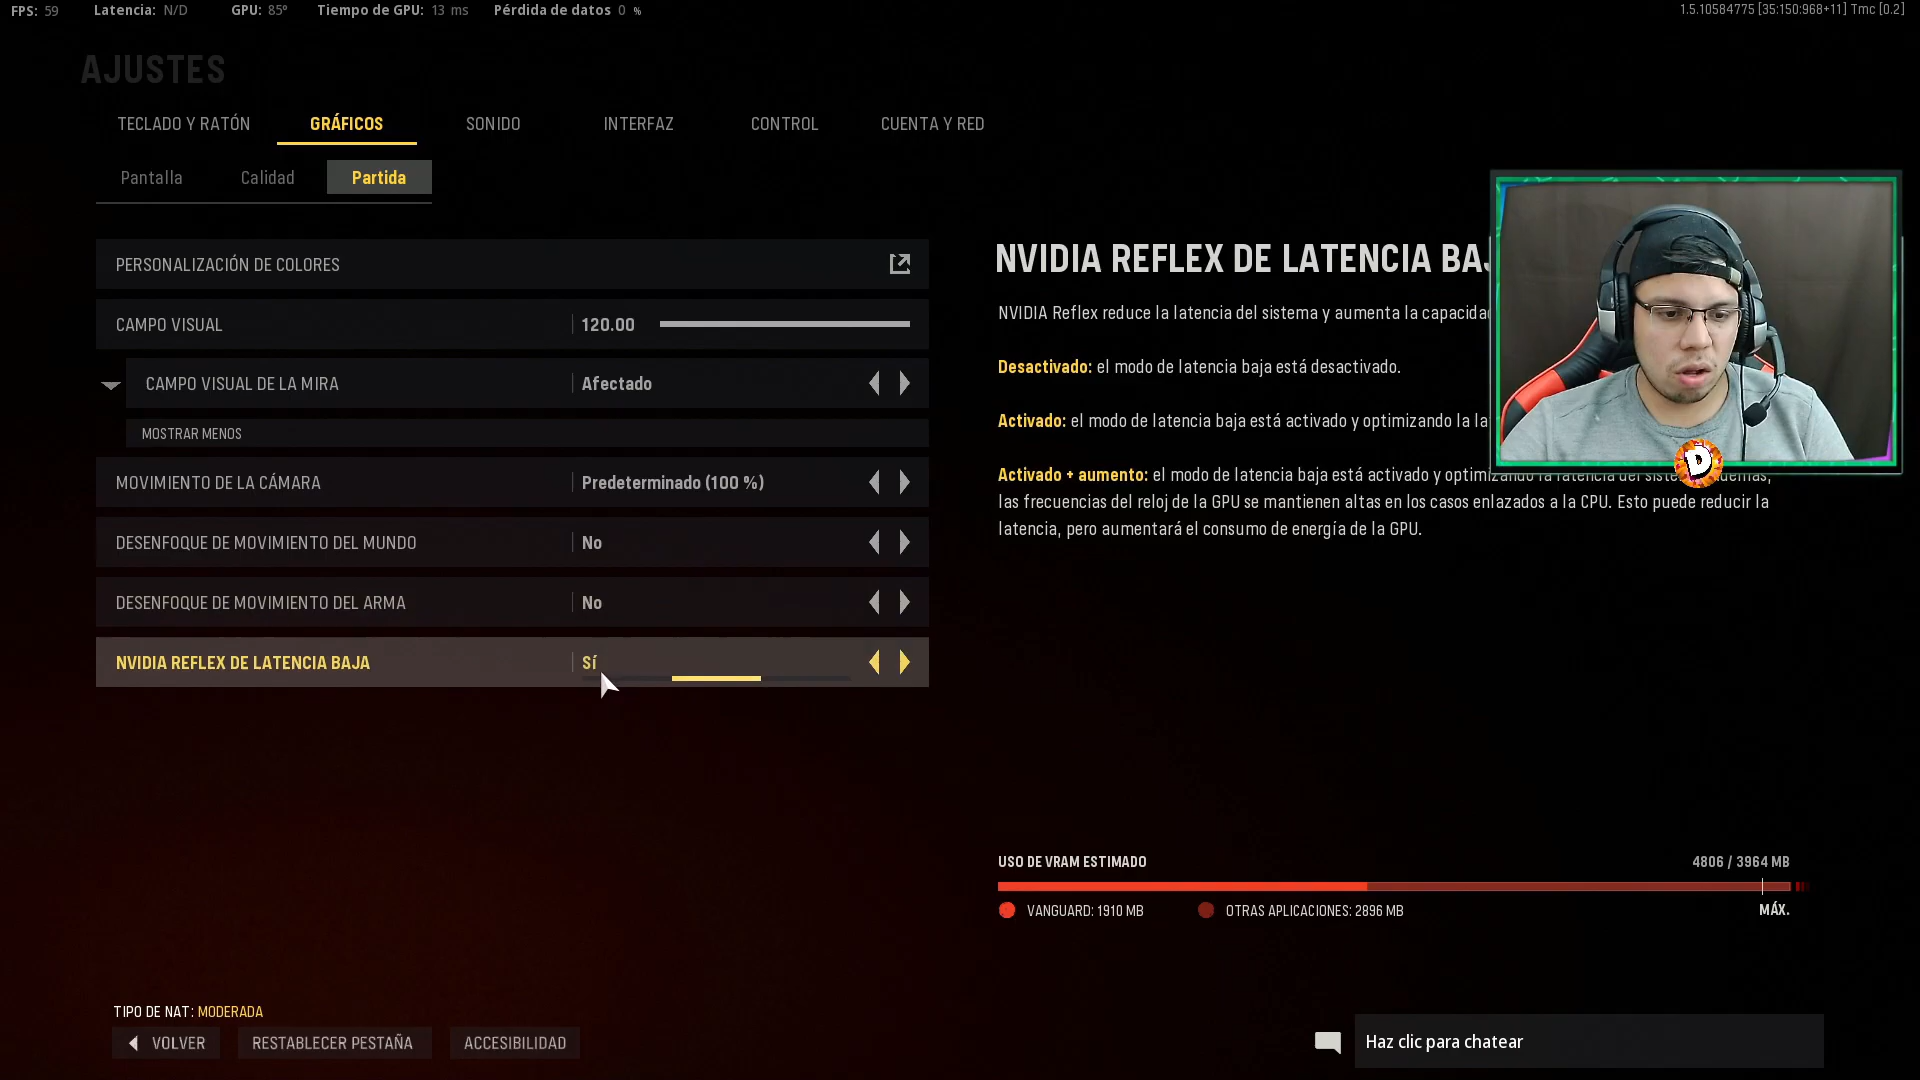 FPS: 59 Latencia: N/D GPU: 85° Tiempo de GPU: 13 ms Pérdida de datos 0 %
1.5.10584775 [35:150:968+11] Tmc [0.2]
AJUSTES
TECLADO Y RATÓN GRÁFICOS SONIDO INTERFAZ CONTROL CUENTA Y RED
Pantalla Calidad Partida
PERSONALIZACIÓN DE COLORES
CAMPO VISUAL 120.00
CAMPO VISUAL DE LA MIRA Afectado
MOSTRAR MENOS
MOVIMIENTO DE LA CÁMARA Predeterminado (100 %)
DESENFOQUE DE MOVIMIENTO DEL MUNDO No
DESENFOQUE DE MOVIMIENTO DEL ARMA No
NVIDIA REFLEX DE LATENCIA BAJA Sí
NVIDIA REFLEX DE LATENCIA
NVIDIA Reflex reduce la latencia del sistema y aumenta la
Desactivado: el modo de latencia baja está desactivado.
Activado: el modo de latencia baja está activado y optimizando la
Activado + aumento: el modo de latencia baja está activado y optimizando la latencia del
las frecuencias del reloj de la GPU se mantienen altas en los casos enlazados a la CPU. Esto puede reducir la
latencia, pero aumentará el consumo de energía de la GPU.
D
USO DE VRAM ESTIMADO 4806 / 3964 MB
VANGUARD: 1910 MB OTRAS APLICACIONES: 2896 MB MÁX.
TIPO DE NAT: MODERADA
VOLVER RESTABLECER PESTAÑA ACCESIBILIDAD
Haz clic para chatear